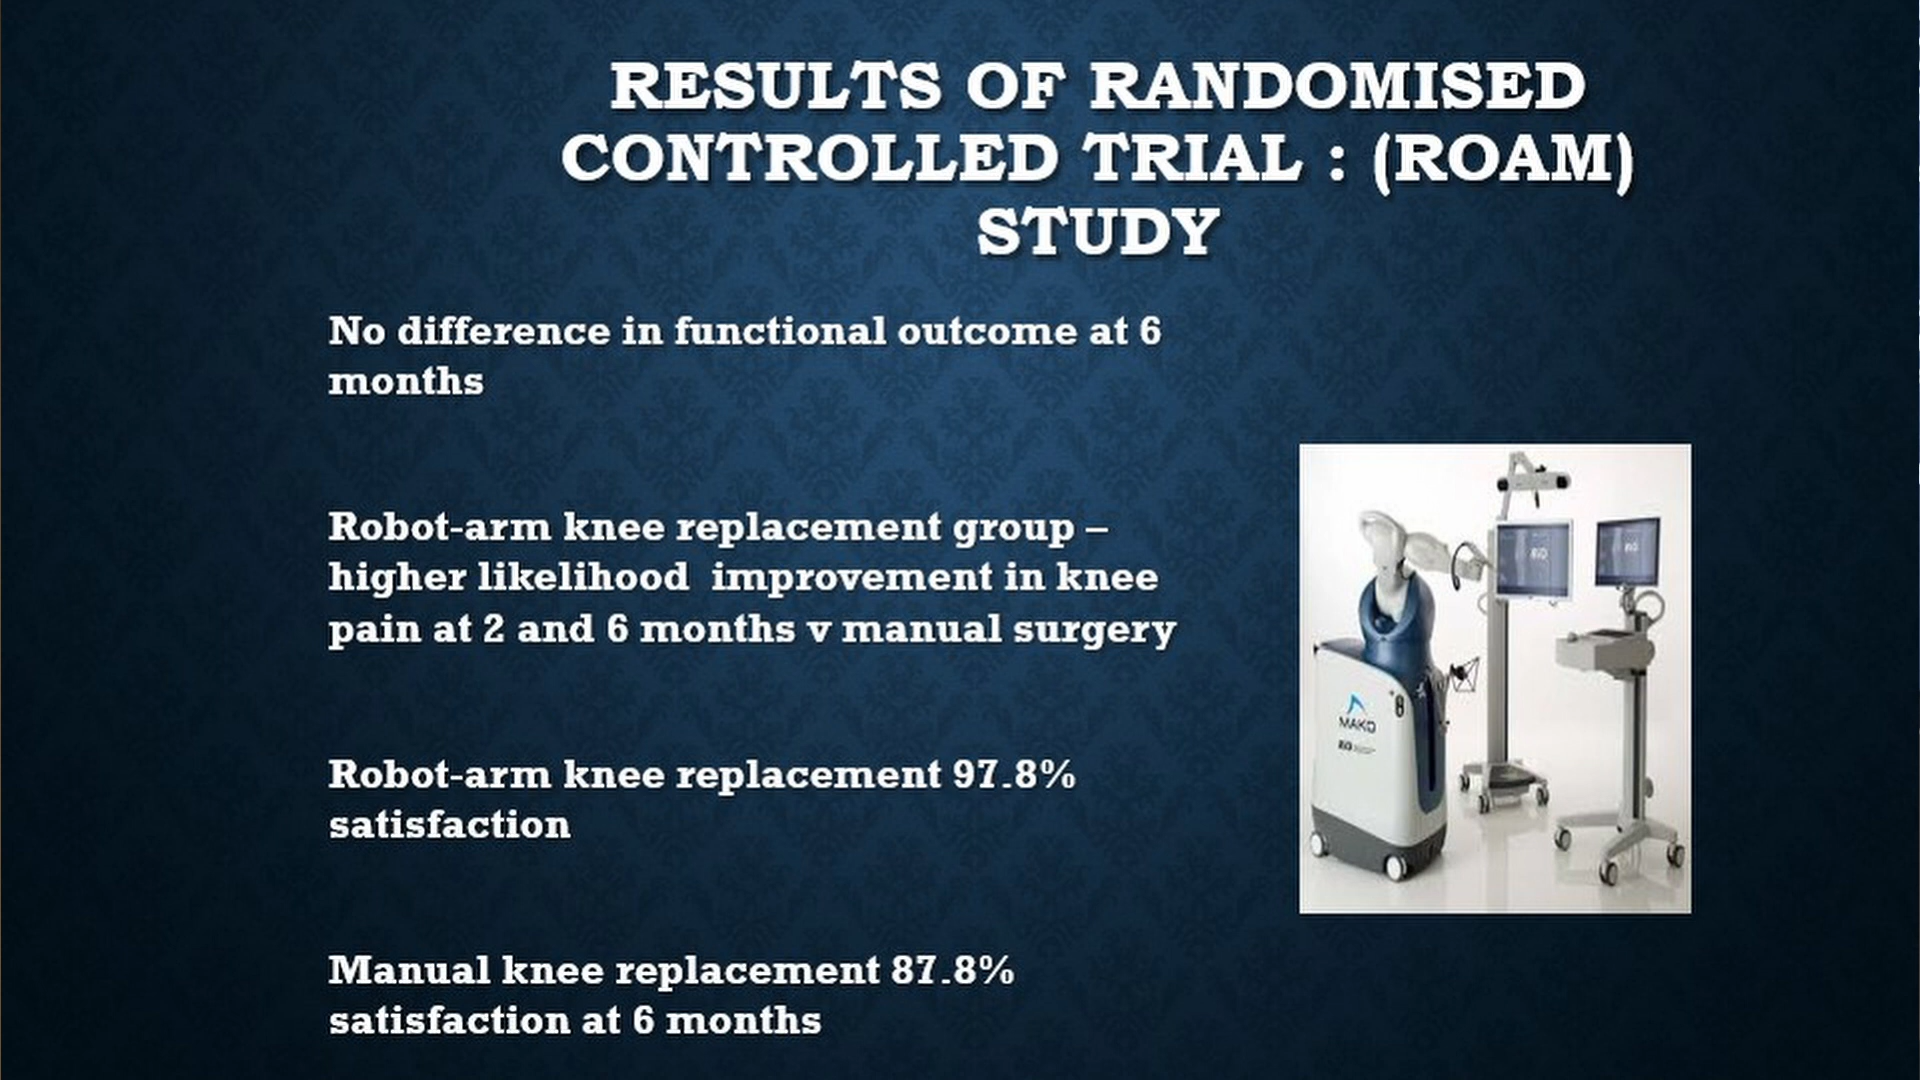 RESULTS OF RANDOMISED
CONTROLLED TRIAL : (ROAM)
STUDY
No difference in functional outcome at 6
months
Robot-arm knee replacement group –
higher likelihood  improvement in knee
pain at 2 and 6 months v manual surgery
Robot-arm knee replacement 97.8%
satisfaction
Manual knee replacement 87.8%
satisfaction at 6 months
MAKO